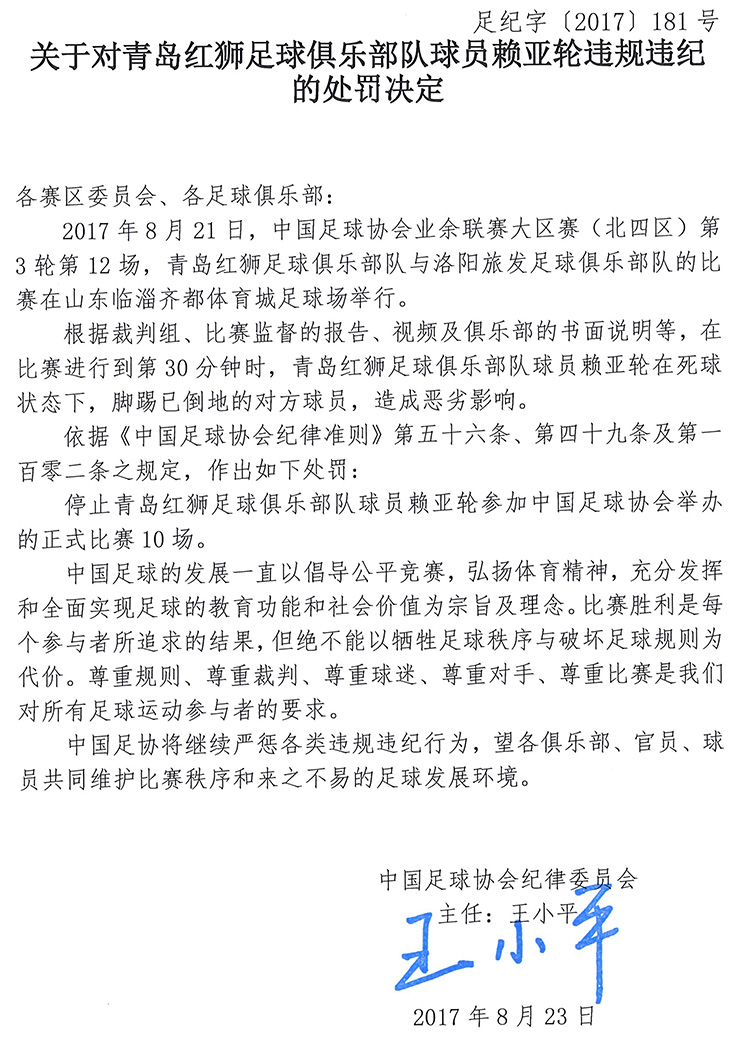 足纪字〔2017〕181号
关于对青岛红狮足球俱乐部队球员赖亚轮违规违纪
的处罚决定
各赛区委员会、各足球俱乐部：
2017年8月21日，中国足球协会业余联赛大区赛（北四区）第
3轮第12场，青岛红狮足球俱乐部队与洛阳旅发足球俱乐部队的比
赛在山东临淄齐都体育城足球场举行。
根据裁判组、比赛监督的报告、视频及俱乐部的书面说明等，在
比赛进行到第30分钟时，青岛红狮足球俱乐部队球员赖亚轮在死球
状态下，脚踢已倒地的对方球员，造成恶劣影响。
依据《中国足球协会纪律准则》第五十六条、第四十九条及第一
百零二条之规定，作出如下处罚：
停止青岛红狮足球俱乐部队球员赖亚轮参加中国足球协会举办
的正式比赛10场。
中国足球的发展一直以倡导公平竞赛，弘扬体育精神，充分发挥
和全面实现足球的教育功能和社会价值为宗旨及理念。比赛胜利是每
个参与者所追求的结果，但绝不能以牺牲足球秩序与破坏足球规则为
代价。尊重规则、尊重裁判、尊重球迷、尊重对手、尊重比赛是我们
对所有足球运动参与者的要求。
中国足协将继续严惩各类违规违纪行为，望各俱乐部、官员、球
员共同维护比赛秩序和来之不易的足球发展环境。
中国足球协会纪律委员会
主任：王小平
王小平
2017年8月23日